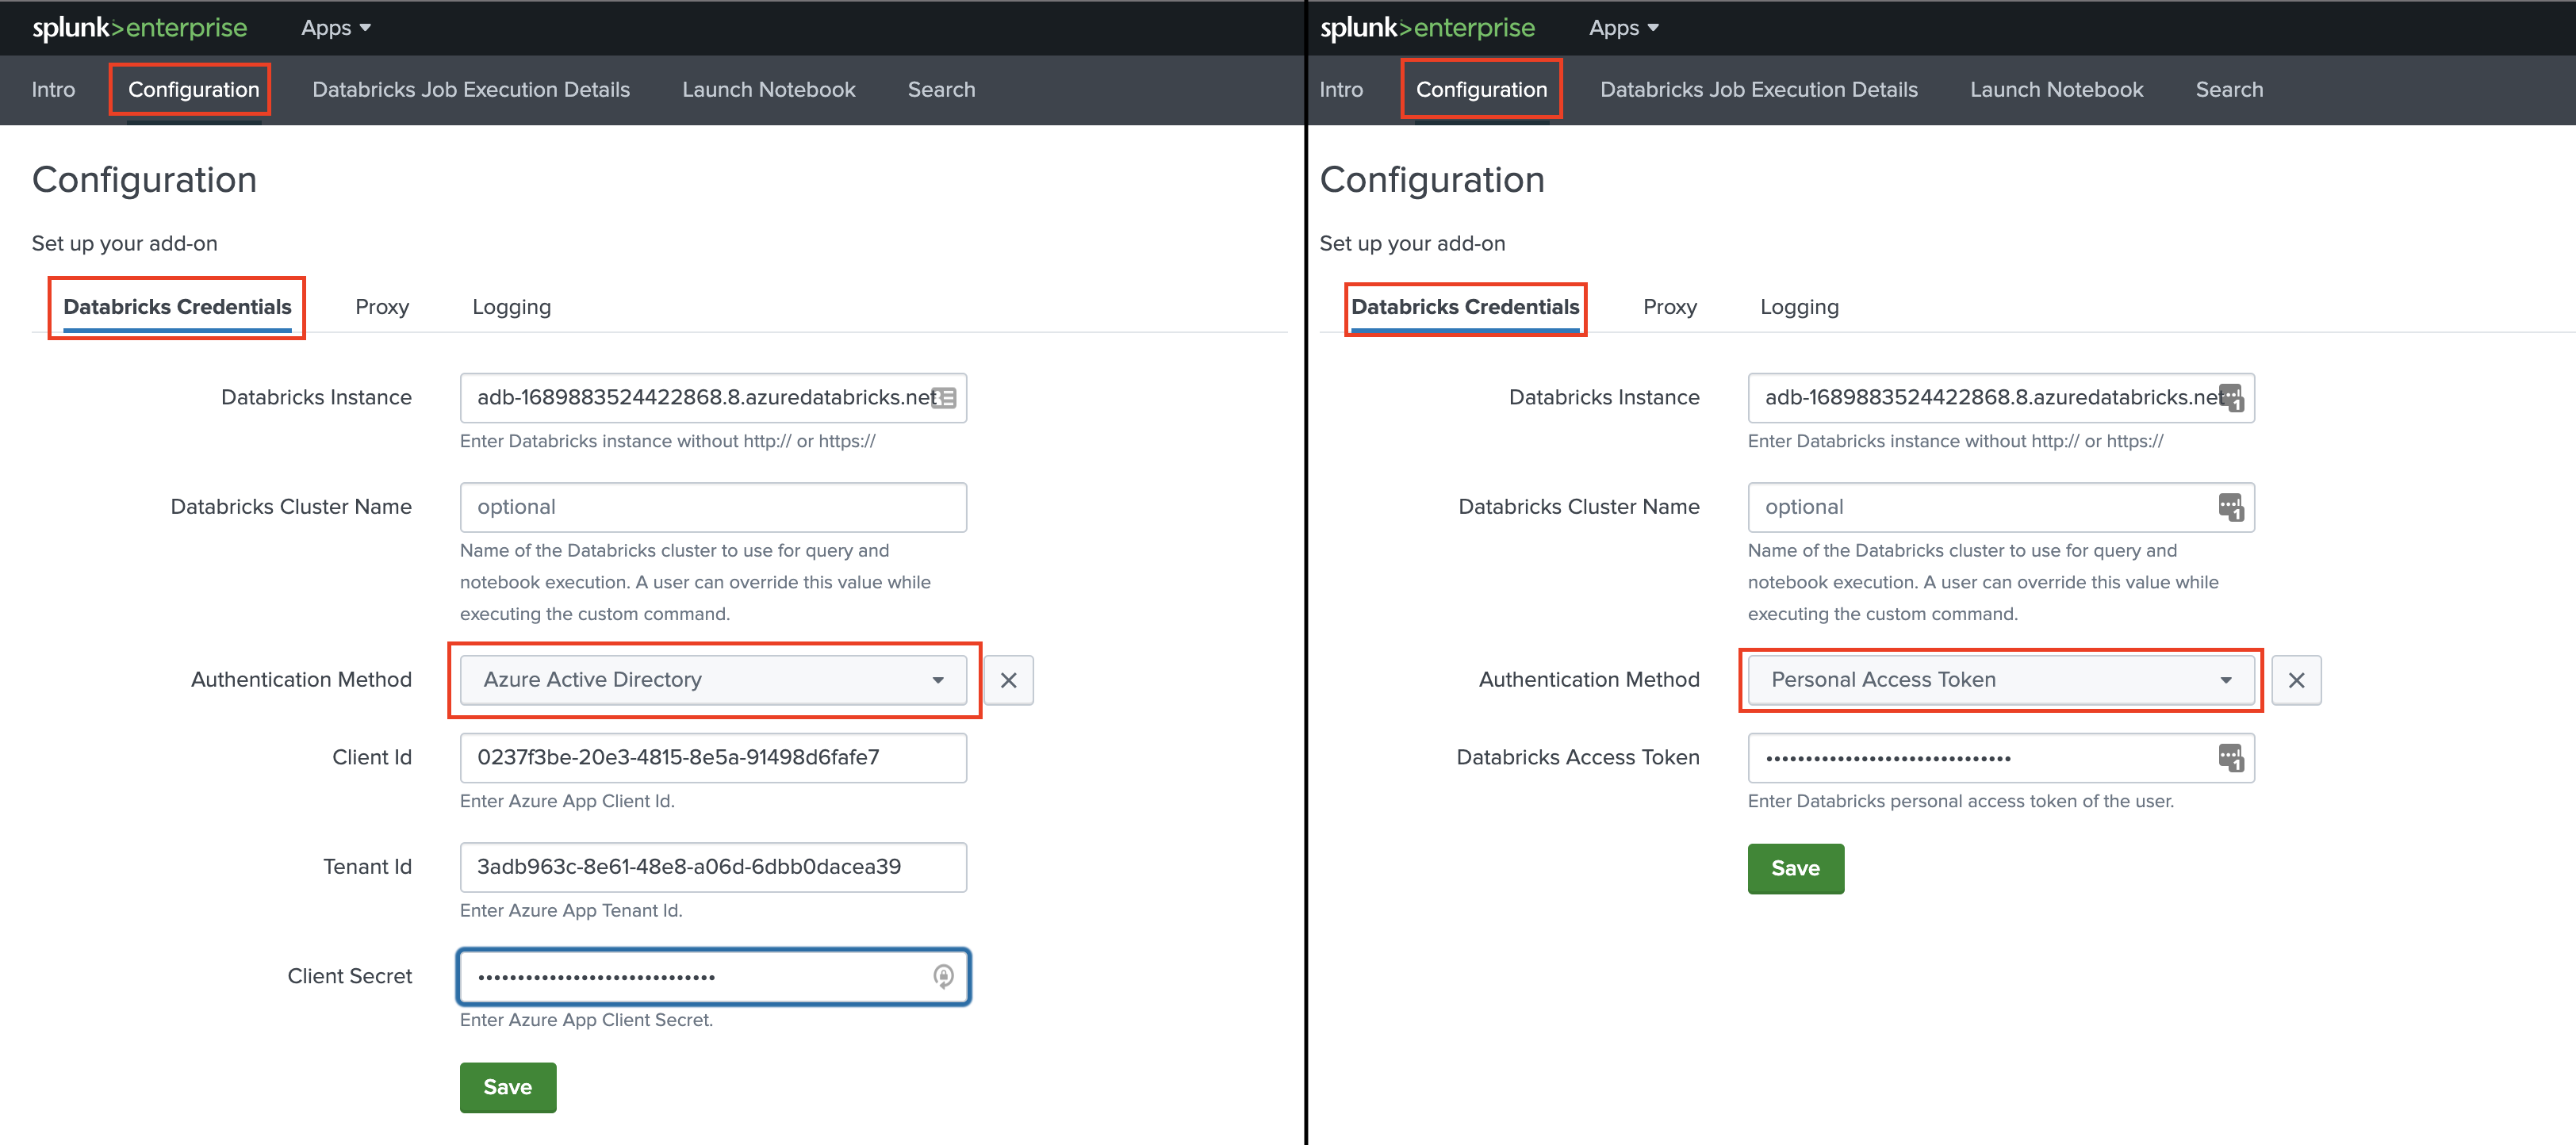 splunk>enterprise Apps
Intro Configuration Databricks Job Execution Details Launch Notebook Search
Configuration
Set up your add-on
Databricks Credentials Proxy Logging
Databricks Instance adb-1689883524422868.8.azuredatabricks.net
Enter Databricks instance without http:// or https://
Databricks Cluster Name optional
Name of the Databricks cluster to use for query and
notebook execution. A user can override this value while
executing the custom command.
Authentication Method Azure Active Directory
Client Id 0237f3be-20e3-4815-8e5a-91498d6fafe7
Enter Azure App Client Id.
Tenant Id 3adb963c-8e61-48e8-a06d-6dbb0dacea39
Enter Azure App Tenant Id.
Client Secret ••••••••••••••••••••••••••••••
Enter Azure App Client Secret.
Save
splunk>enterprise Apps
Intro Configuration Databricks Job Execution Details Launch Notebook Search
Configuration
Set up your add-on
Databricks Credentials Proxy Logging
Databricks Instance adb-1689883524422868.8.azuredatabricks.net 1
Enter Databricks instance without http:// or https://
Databricks Cluster Name optional 1
Name of the Databricks cluster to use for query and
notebook execution. A user can override this value while
executing the custom command.
Authentication Method Personal Access Token
Databricks Access Token ••••••••••••••••••••••••••••••• 1
Enter Databricks personal access token of the user.
Save